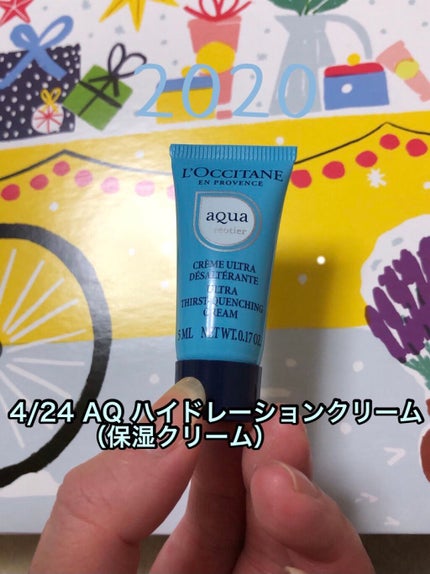 2020
L'OCCITANE
EN PROVENCE
aqua
réotier
CRÈME ULTRA
DÉSALTÉRANTE
ULTRA
THIRST-QUENCHING
CREAM
5 ML NET WT.0.17 OZ
4/24 AQ ハイドレーションクリーム
(保湿クリーム)